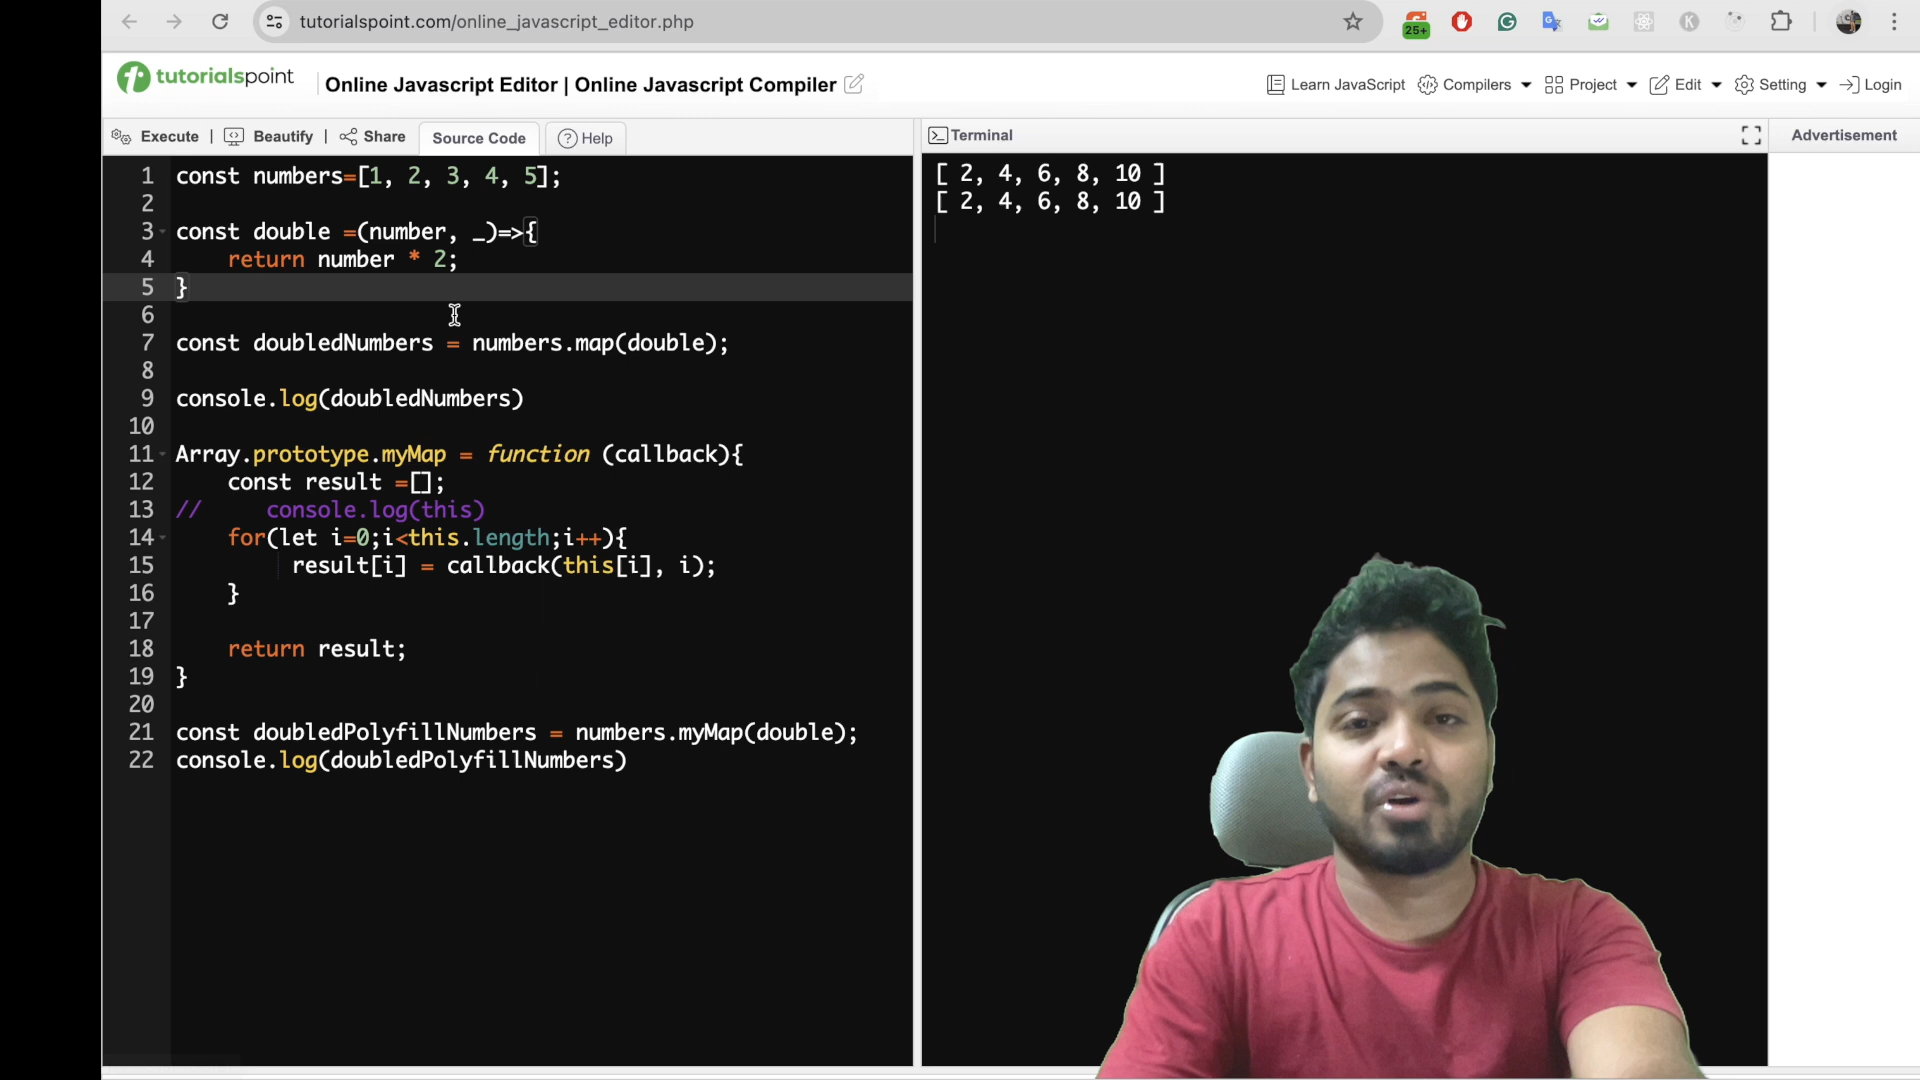 tutorialspoint.com/online_javascript_editor.php
25+
K
tutorialspoint
Online Javascript Editor | Online Javascript Compiler
Learn JavaScript
Compilers
Project
Edit
Setting
Login
Execute | Beautify | Share
Source Code
Help
1 const numbers=[1, 2, 3, 4, 5];
2
3 const double =(number, _)=>{
4     return number * 2;
5 }
6
7 const doubledNumbers = numbers.map(double);
8
9 console.log(doubledNumbers)
10
11 Array.prototype.myMap = function (callback){
12     const result =[];
13 //     console.log(this)
14     for(let i=0;i<this.length;i++){
15          result[i] = callback(this[i], i);
16     }
17
18     return result;
19 }
20
21 const doubledPolyfillNumbers = numbers.myMap(double);
22 console.log(doubledPolyfillNumbers)
Terminal
[ 2, 4, 6, 8, 10 ]
[ 2, 4, 6, 8, 10 ]
Advertisement